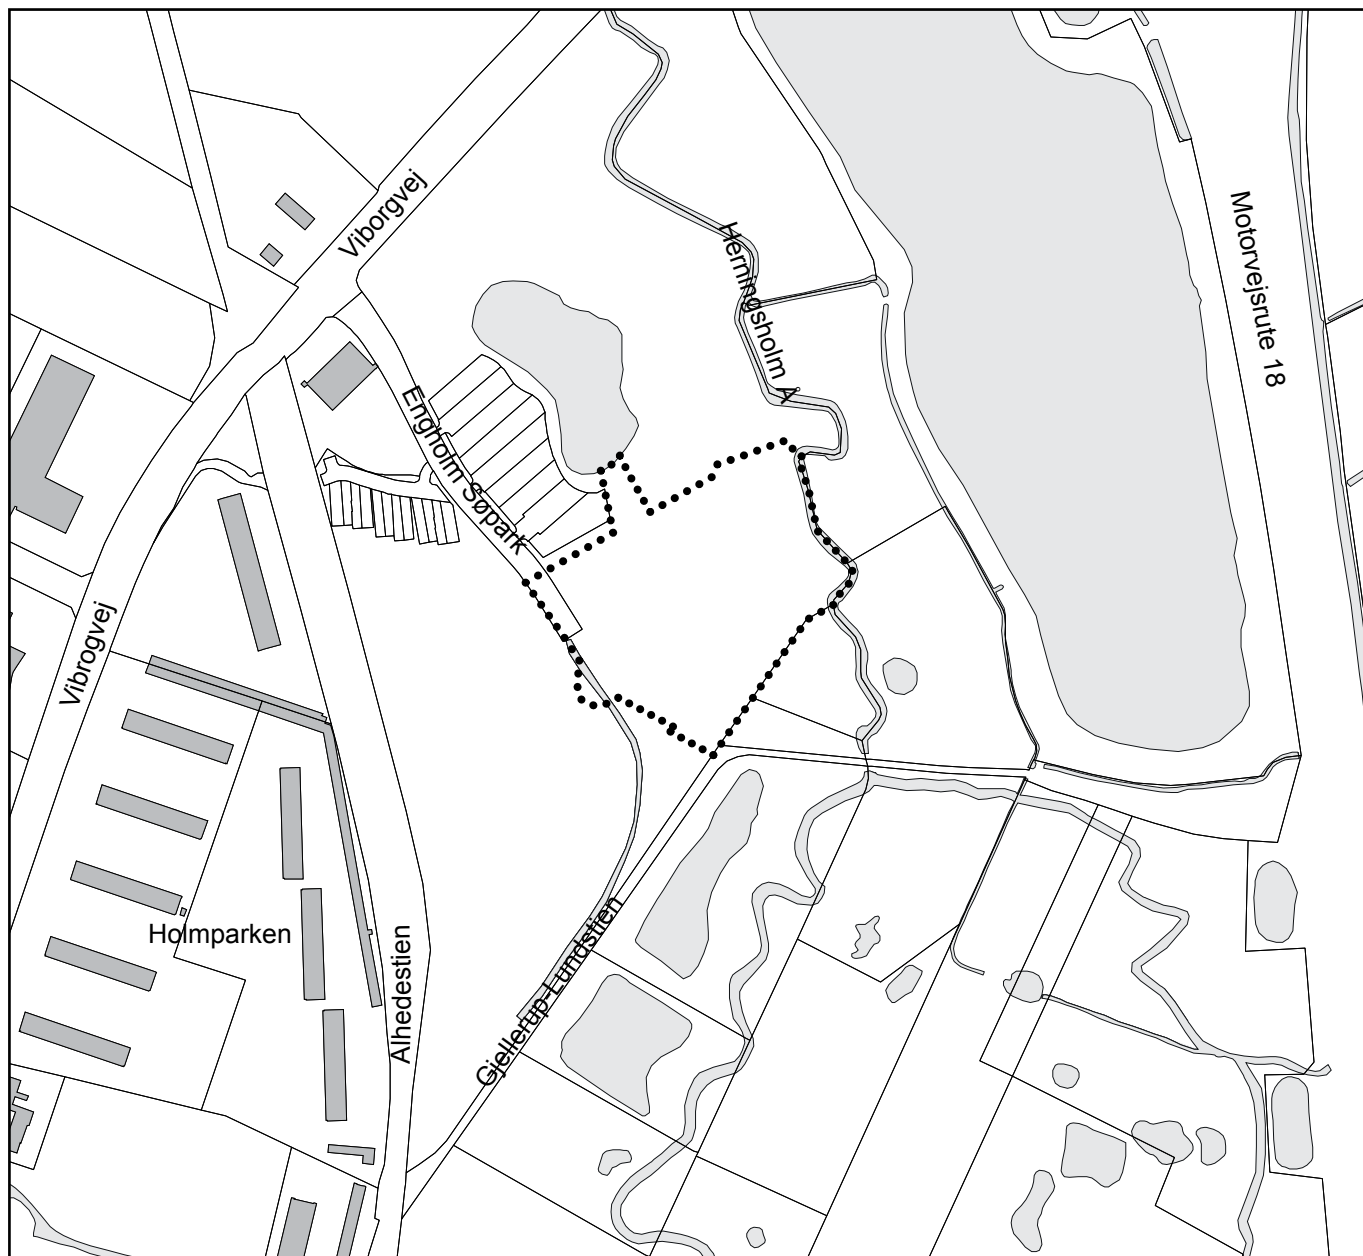 Viborgvej
Herningsholm Å
Motorvejsrute 18
Engholm Søpark
Vibrogvej
Holmparken
Alhedestien
Gjellerup-Lundstien